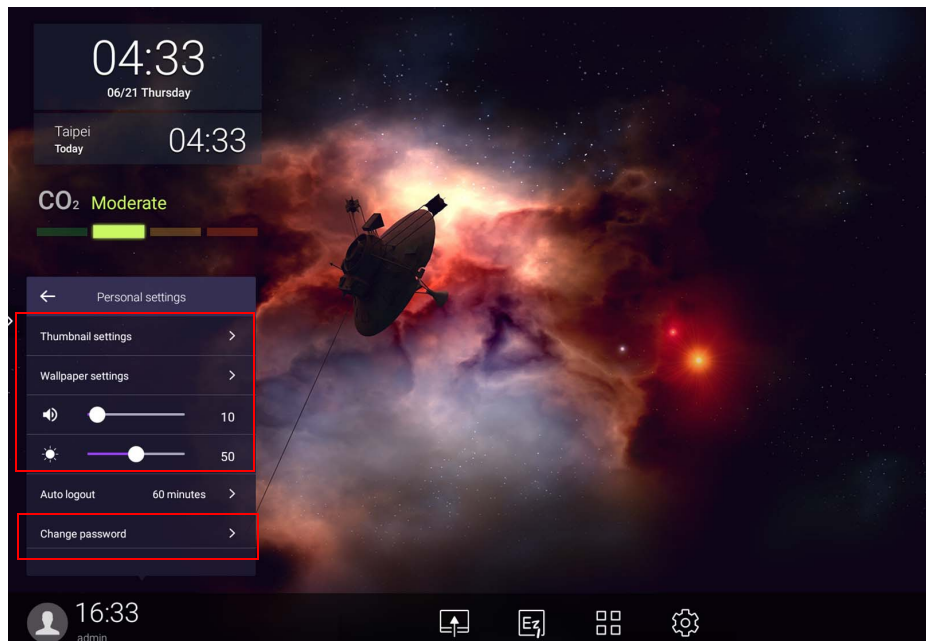 04:33
06/21 Thursday
Taipei
Today
04:33
CO₂ Moderate
Personal settings
Thumbnail settings
Wallpaper settings
10
50
Auto logout 60 minutes
Change password
16:33
admin